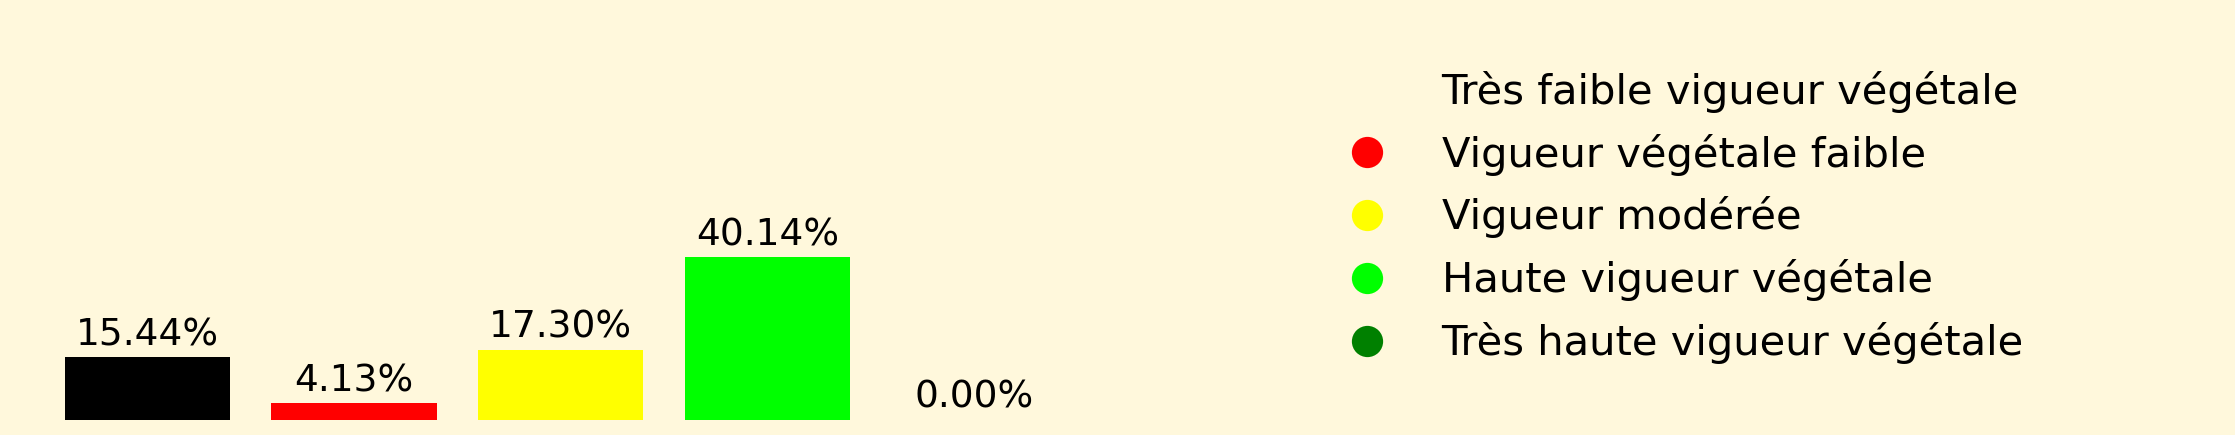 15.44%
4.13%
17.30%
40.14%
0.00%
Très faible vigueur végétale
Vigueur végétale faible
Vigueur modérée
Haute vigueur végétale
Très haute vigueur végétale